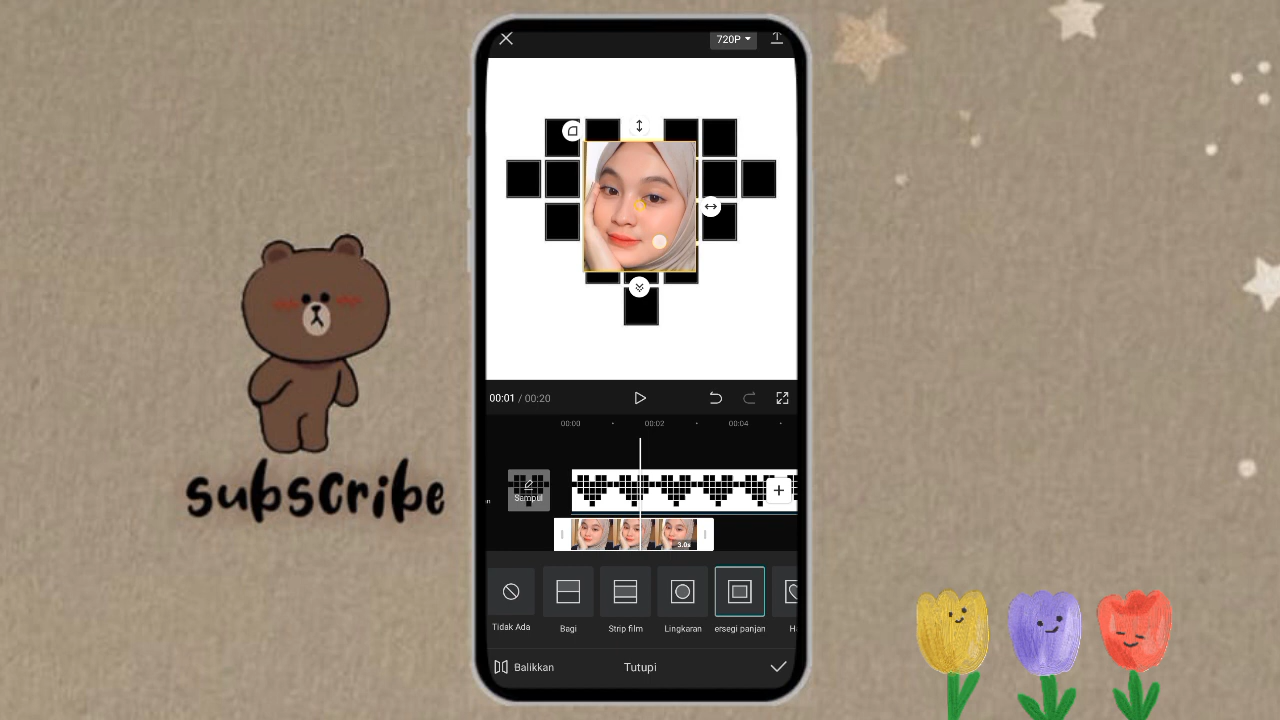 720P
00:01 / 00:20
00:00
00:02
00:04
Sampul
3.0s
Tidak Ada
Bagi
Strip film
Lingkaran
ersegi panjan
Balikkan
Tutupi
subscribe